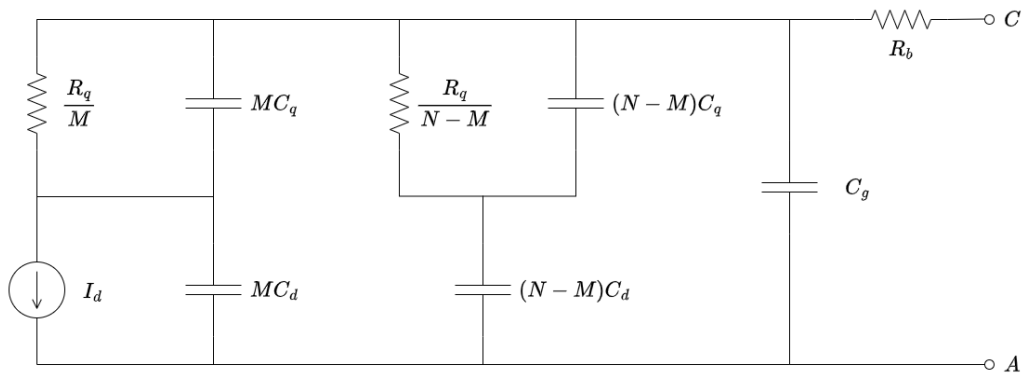 C
R_b
R_q
M
MC_q
R_q
N − M
(N − M)C_q
C_g
I_d
MC_d
(N − M)C_d
A